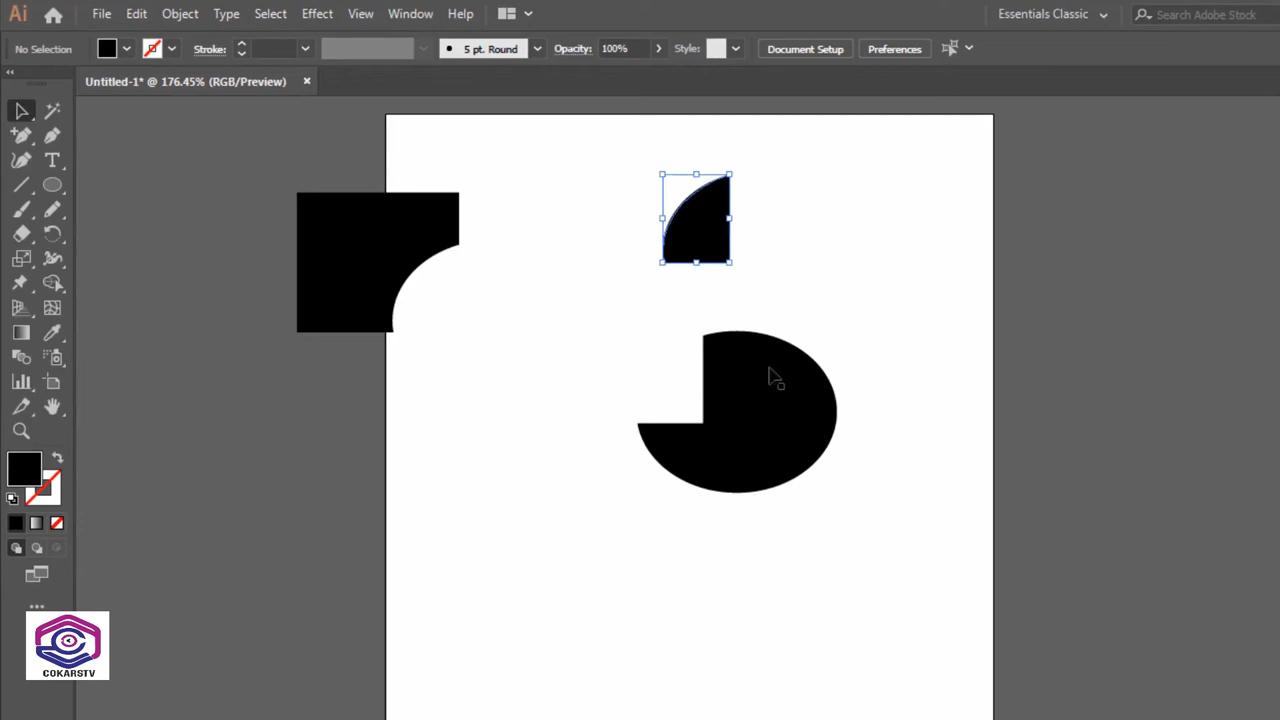 Ai File Edit Object Type Select Effect View Window Help Essentials Classic Search Adobe Stock
No Selection Stroke: 5 pt. Round Opacity: 100% Style: Document Setup Preferences
Untitled-1* @ 176.45% (RGB/Preview) ×
COKARSTV